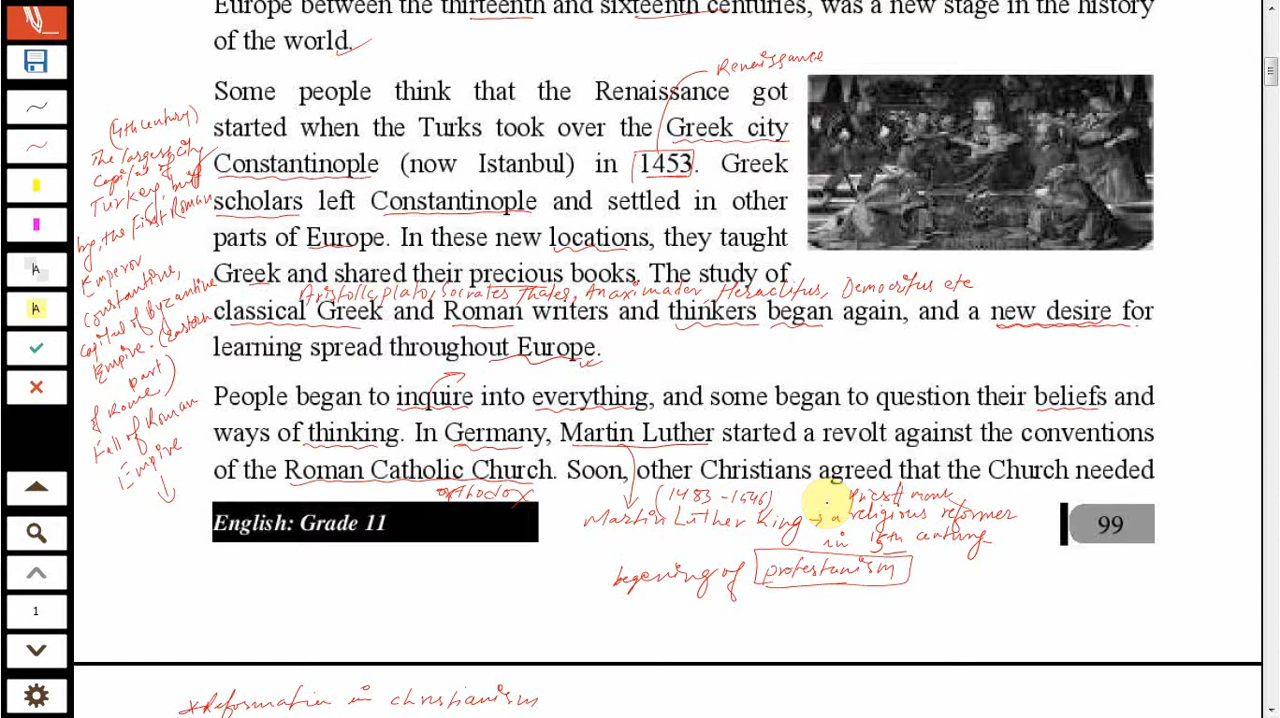 Europe between the thirteenth and sixteenth centuries, was a new stage in the history
of the world.
Renaissance
Some people think that the Renaissance got
started when the Turks took over the Greek city
Constantinople (now Istanbul) in 1453. Greek
scholars left Constantinople and settled in other
parts of Europe. In these new locations, they taught
Greek and shared their precious books. The study of
Aristotle, plato, Socrates Thales, Anaximader Heraclitus, Democritus etc
classical Greek and Roman writers and thinkers began again, and a new desire for
learning spread throughout Europe.
(4th century)
The largest city
capital of
Turkey, built
by, the First Roman
Emperor
Constantine,
capital of Byzantine
Empire. (Eastern
part
of Rome)
Fall of Roman
Empire
People began to inquire into everything, and some began to question their beliefs and
ways of thinking. In Germany, Martin Luther started a revolt against the conventions
of the Roman Catholic Church. Soon, other Christians agreed that the Church needed
orthodox
(1483-1546)
priest/monk
Martin Luther King → a religious reformer
in 15th century
begening of protestanism
English: Grade 11
99
*Reformation in christianism
A
A
1